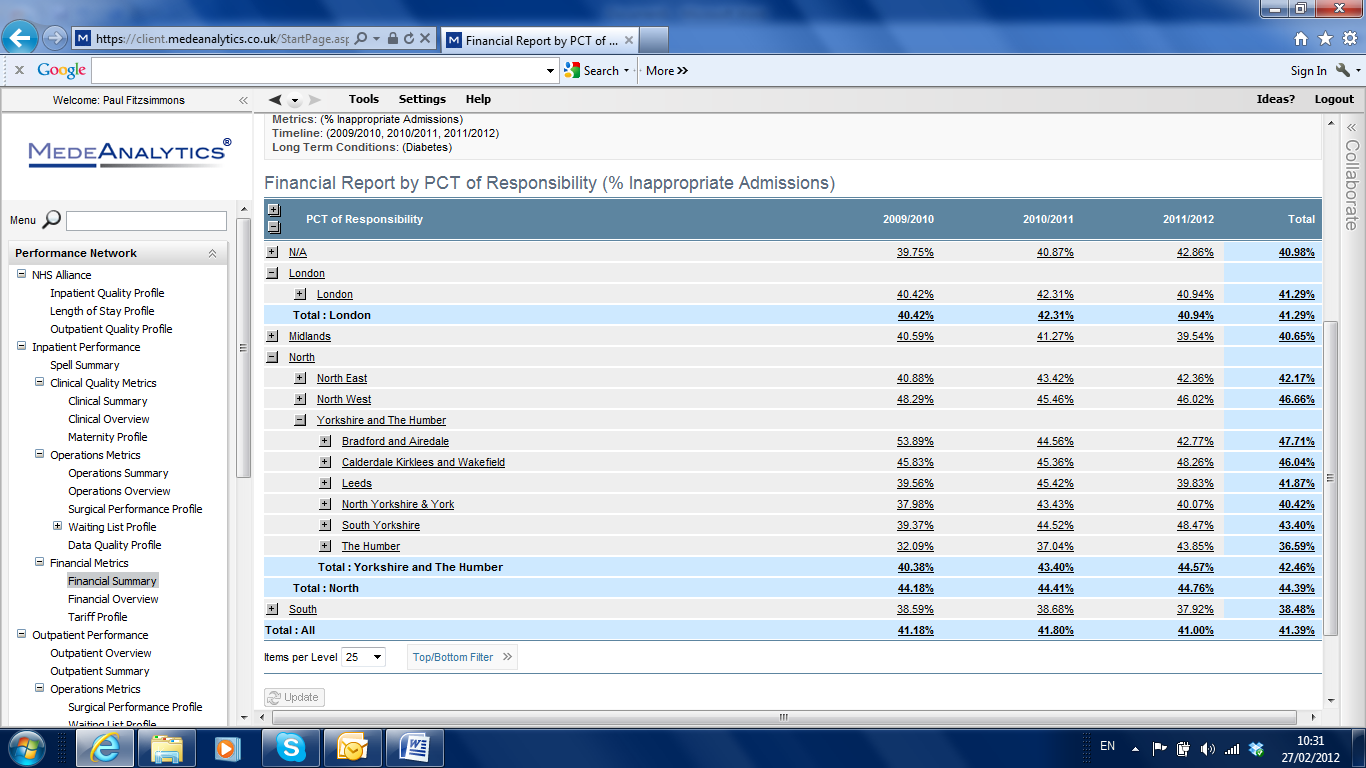 https://client.medeanalytics.co.uk/StartPage.asp
Financial Report by PCT of ...
x Google Search More »
Sign In
Welcome: Paul Fitzsimmons
Tools Settings Help
Ideas? Logout
MEDEANALYTICS®
Menu
Performance Network
NHS Alliance
Inpatient Quality Profile
Length of Stay Profile
Outpatient Quality Profile
Inpatient Performance
Spell Summary
Clinical Quality Metrics
Clinical Summary
Clinical Overview
Maternity Profile
Operations Metrics
Operations Summary
Operations Overview
Surgical Performance Profile
Waiting List Profile
Data Quality Profile
Financial Metrics
Financial Summary
Financial Overview
Tariff Profile
Outpatient Performance
Outpatient Overview
Outpatient Summary
Operations Metrics
Surgical Performance Profile
Waiting List Profile
Metrics: (% Inappropriate Admissions)
Timeline: (2009/2010, 2010/2011, 2011/2012)
Long Term Conditions: (Diabetes)
Financial Report by PCT of Responsibility (% Inappropriate Admissions)
PCT of Responsibility 2009/2010 2010/2011 2011/2012 Total
N/A 39.75% 40.87% 42.86% 40.98%
London
London 40.42% 42.31% 40.94% 41.29%
Total : London 40.42% 42.31% 40.94% 41.29%
Midlands 40.59% 41.27% 39.54% 40.65%
North
North East 40.88% 43.42% 42.36% 42.17%
North West 48.29% 45.46% 46.02% 46.66%
Yorkshire and The Humber
Bradford and Airedale 53.89% 44.56% 42.77% 47.71%
Calderdale Kirklees and Wakefield 45.83% 45.36% 48.26% 46.04%
Leeds 39.56% 45.42% 39.83% 41.87%
North Yorkshire & York 37.98% 43.43% 40.07% 40.42%
South Yorkshire 39.37% 44.52% 48.47% 43.40%
The Humber 32.09% 37.04% 43.85% 36.59%
Total : Yorkshire and The Humber 40.38% 43.40% 44.57% 42.46%
Total : North 44.18% 44.41% 44.76% 44.39%
South 38.59% 38.68% 37.92% 38.48%
Total : All 41.18% 41.80% 41.00% 41.39%
Items per Level 25 Top/Bottom Filter »
Update
Collaborate
EN
10:31
27/02/2012